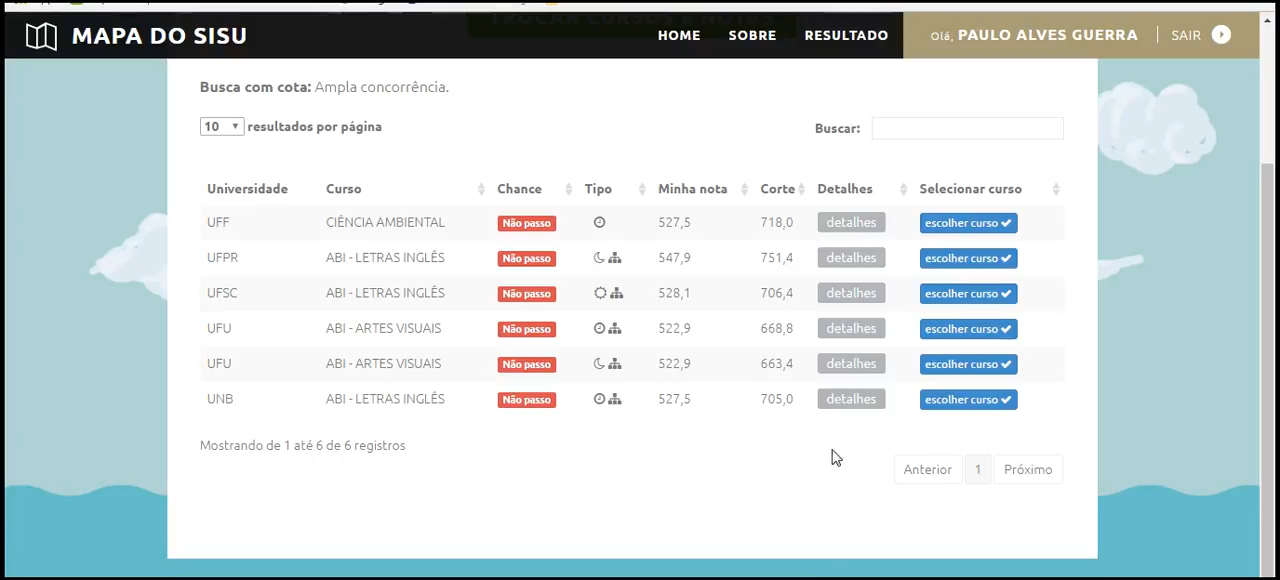 TROCAR CURSO
MAPA DO SISU
HOME SOBRE RESULTADO
Olá, PAULO ALVES GUERRA SAIR
Busca com cota: Ampla concorrência.
10 resultados por página
Buscar:
Universidade Curso Chance Tipo Minha nota Corte Detalhes Selecionar curso
UFF CIÊNCIA AMBIENTAL Não passo 527,5 718,0 detalhes escolher curso
UFPR ABI - LETRAS INGLÊS Não passo 547,9 751,4 detalhes escolher curso
UFSC ABI - LETRAS INGLÊS Não passo 528,1 706,4 detalhes escolher curso
UFU ABI - ARTES VISUAIS Não passo 522,9 668,8 detalhes escolher curso
UFU ABI - ARTES VISUAIS Não passo 522,9 663,4 detalhes escolher curso
UNB ABI - LETRAS INGLÊS Não passo 527,5 705,0 detalhes escolher curso
Mostrando de 1 até 6 de 6 registros
Anterior 1 Próximo